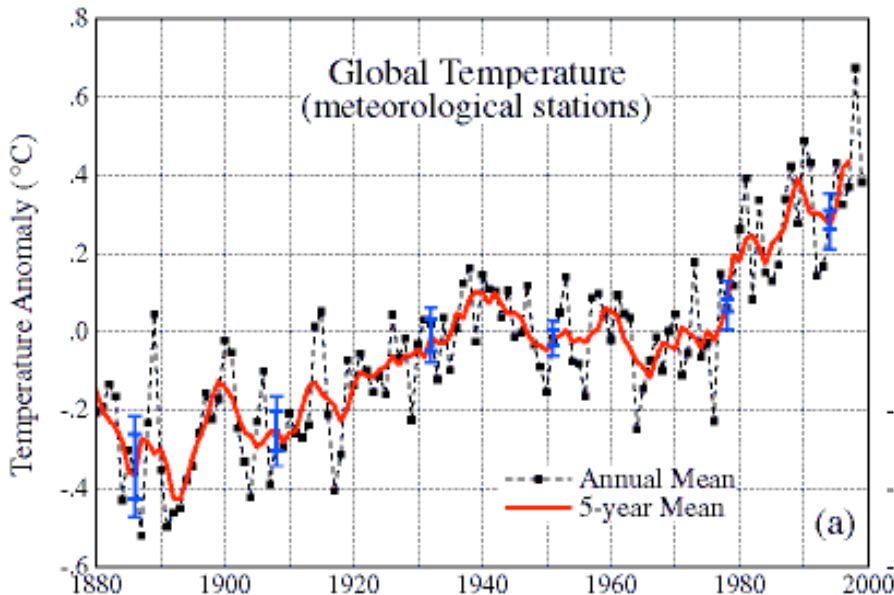 .8
Global Temperature
(meteorological stations)
.6
.4
.2
.0
-.2
-.4
-.6
Temperature Anomaly (°C)
Annual Mean
5-year Mean
(a)
1880 1900 1920 1940 1960 1980 2000